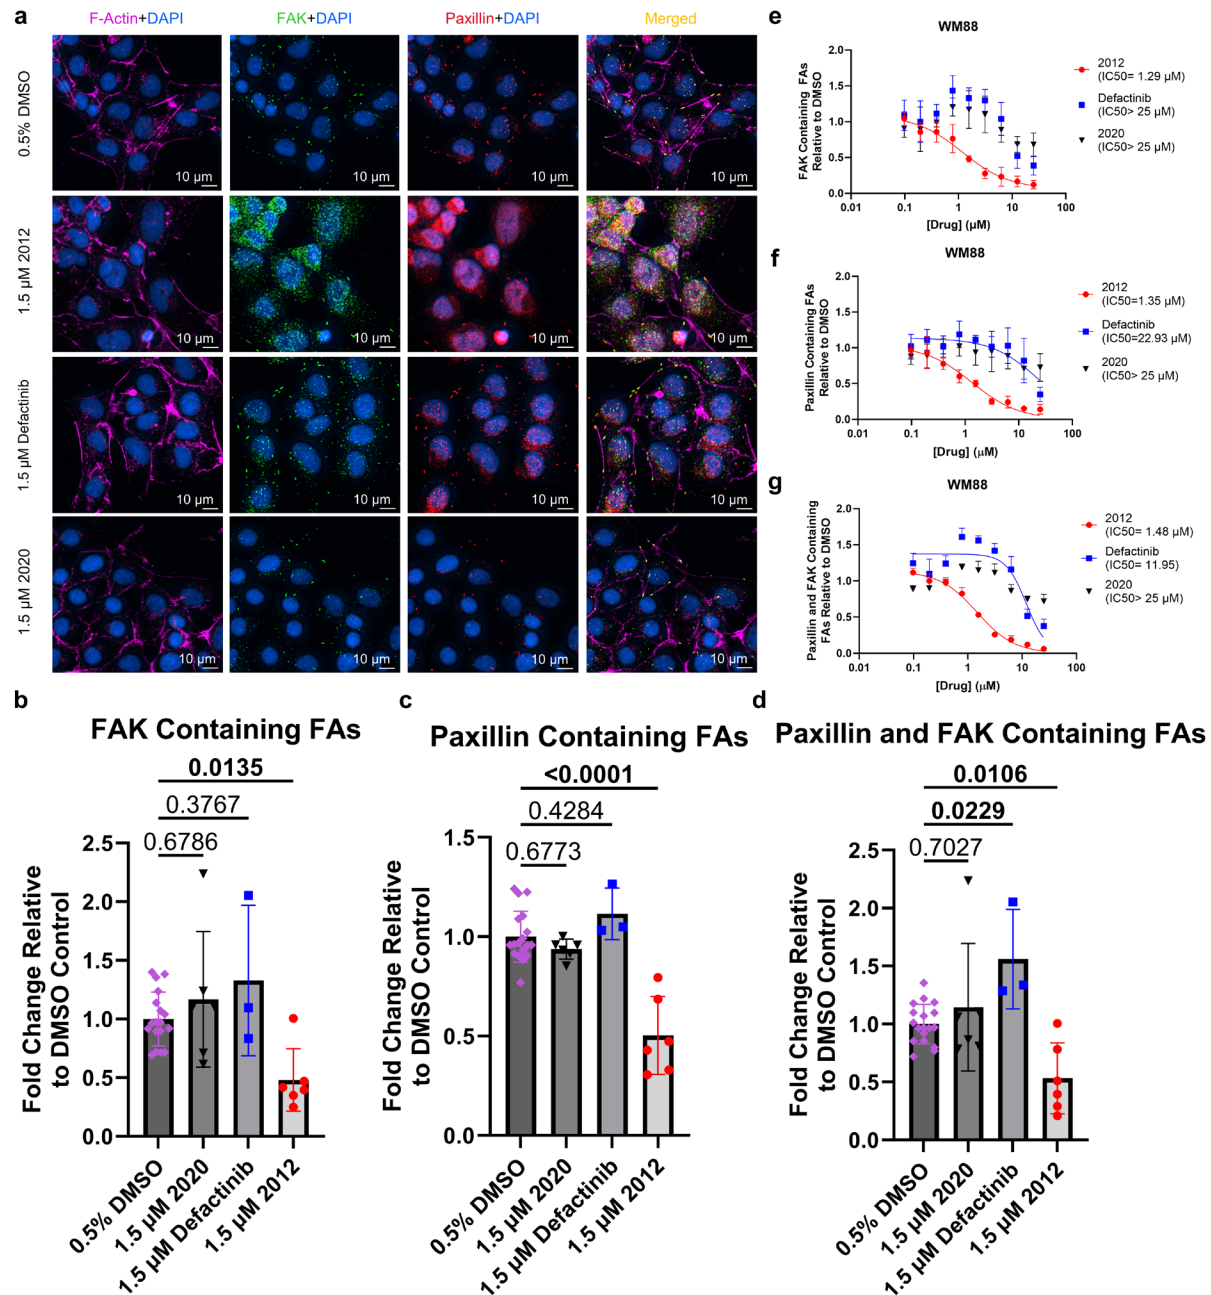 a
F-Actin+DAPI
FAK+DAPI
Paxillin+DAPI
Merged
0.5% DMSO
10 µm
10 µm
10 µm
10 µm
1.5 µM 2012
10 µm
10 µm
10 µm
10 µm
1.5 µM Defactinib
10 µm
10 µm
10 µm
10 µm
1.5 µM 2020
10 µm
10 µm
10 µm
10 µm
e
WM88
FAK Containing FAs
Relative to DMSO
2.0
1.5
1.0
0.5
0.0
0.01
0.1
1
10
100
[Drug] (µM)
2012
(IC50= 1.29 µM)
Defactinib
(IC50> 25 µM)
2020
(IC50> 25 µM)
f
WM88
Paxillin Containing FAs
Relative to DMSO
2.0
1.5
1.0
0.5
0.0
0.01
0.1
1
10
100
[Drug] (µM)
2012
(IC50=1.35 µM)
Defactinib
(IC50=22.93 µM)
2020
(IC50> 25 µM)
g
WM88
Paxillin and FAK Containing
FAs Relative to DMSO
2.0
1.5
1.0
0.5
0.0
0.01
0.1
1
10
100
[Drug] (µM)
2012
(IC50= 1.48 µM)
Defactinib
(IC50= 11.95)
2020
(IC50> 25 µM)
b
FAK Containing FAs
0.0135
0.3767
0.6786
Fold Change Relative
to DMSO Control
2.5
2.0
1.5
1.0
0.5
0.0
0.5% DMSO
1.5 µM 2020
1.5 µM Defactinib
1.5 µM 2012
c
Paxillin Containing FAs
<0.0001
0.4284
0.6773
Fold Change Relative
to DMSO Control
1.5
1.0
0.5
0.0
0.5% DMSO
1.5 µM 2020
1.5 µM Defactinib
1.5 µM 2012
d
Paxillin and FAK Containing FAs
0.0106
0.0229
0.7027
Fold Change Relative
to DMSO Control
2.5
2.0
1.5
1.0
0.5
0.0
0.5% DMSO
1.5 µM 2020
1.5 µM Defactinib
1.5 µM 2012